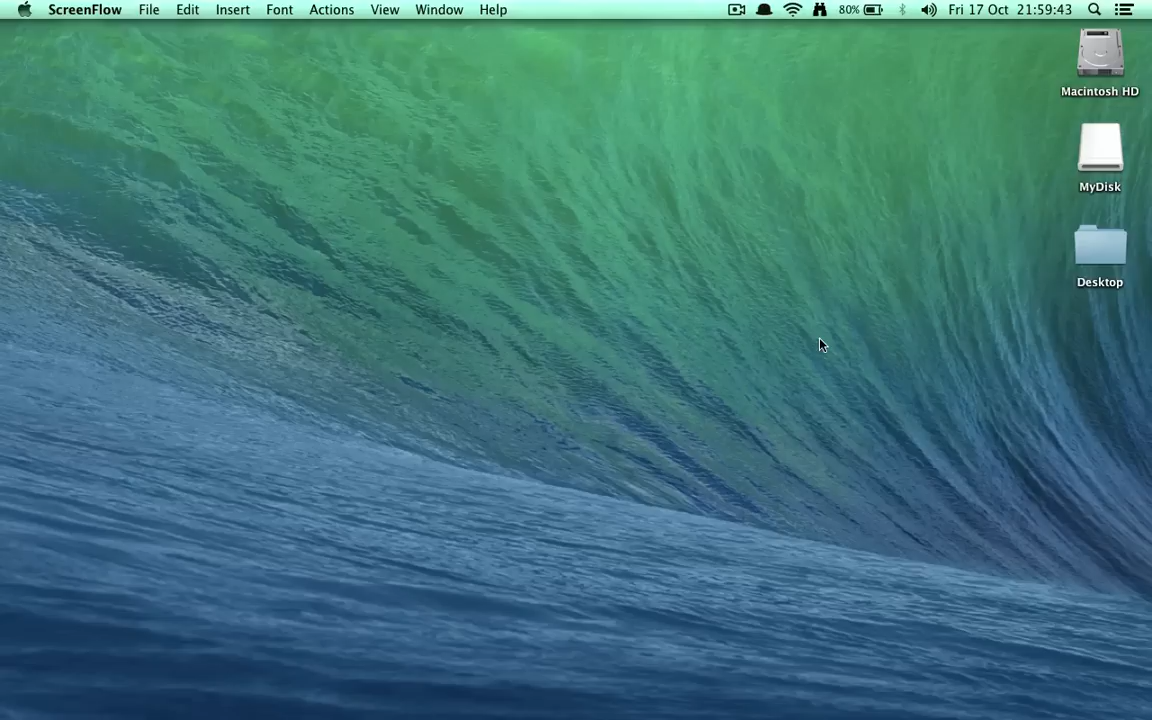 ScreenFlow File Edit Insert Font Actions View Window Help 80% Fri 17 Oct 21:59:43
Macintosh HD
MyDisk
Desktop